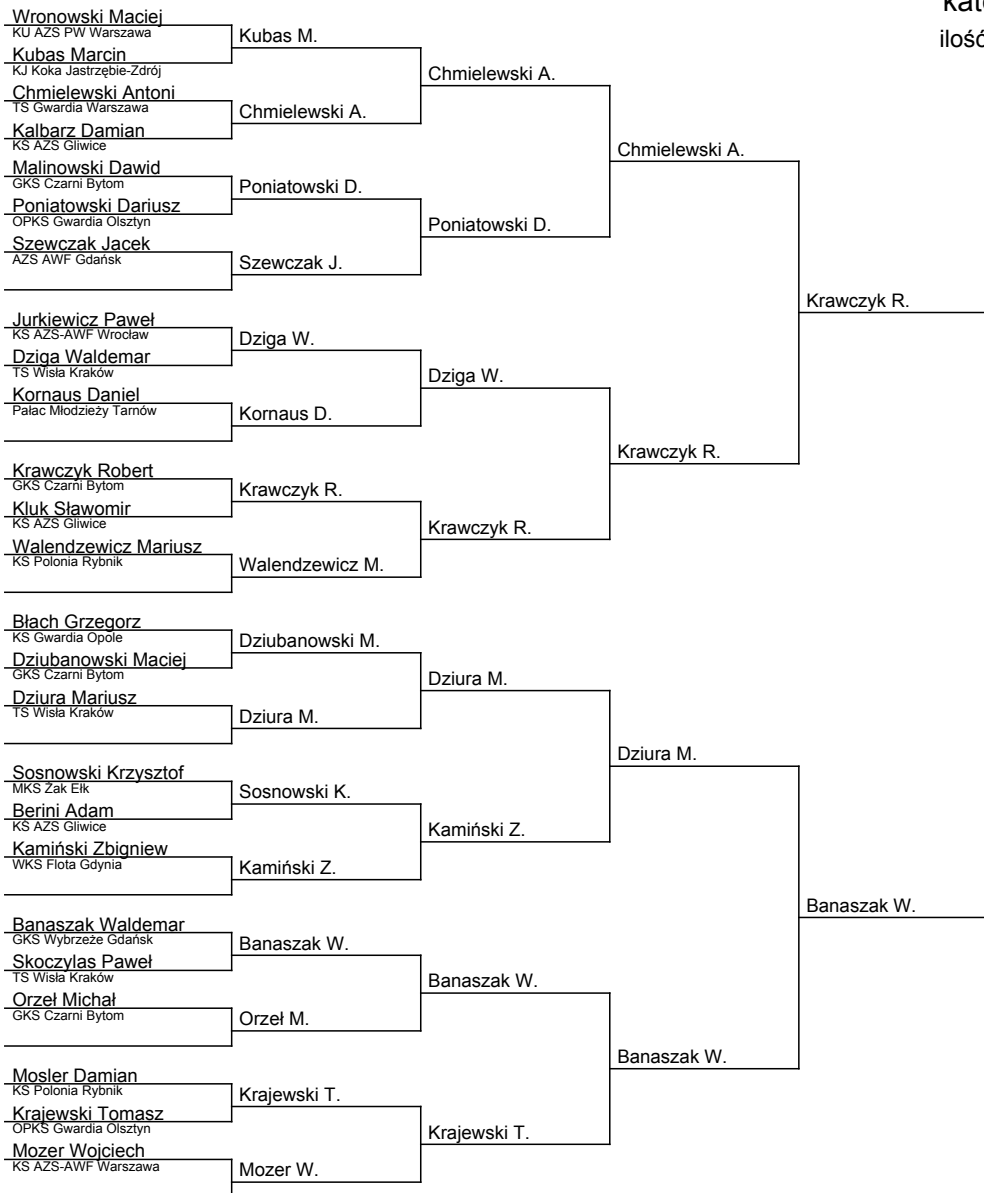 kat
ilość
Wronowski Maciej
KU AZS PW Warszawa
Kubas Marcin
KJ Koka Jastrzębie-Zdrój
Chmielewski Antoni
TS Gwardia Warszawa
Kalbarz Damian
KS AZS Gliwice
Malinowski Dawid
GKS Czarni Bytom
Poniatowski Dariusz
OPKS Gwardia Olsztyn
Szewczak Jacek
AZS AWF Gdańsk
Jurkiewicz Paweł
KS AZS-AWF Wrocław
Dziga Waldemar
TS Wisła Kraków
Kornaus Daniel
Pałac Młodzieży Tarnów
Krawczyk Robert
GKS Czarni Bytom
Kluk Sławomir
KS AZS Gliwice
Walendzewicz Mariusz
KS Polonia Rybnik
Błach Grzegorz
KS Gwardia Opole
Dziubanowski Maciej
GKS Czarni Bytom
Dziura Mariusz
TS Wisła Kraków
Sosnowski Krzysztof
MKS Żak Ełk
Berini Adam
KS AZS Gliwice
Kamiński Zbigniew
WKS Flota Gdynia
Banaszak Waldemar
GKS Wybrzeże Gdańsk
Skoczylas Paweł
TS Wisła Kraków
Orzeł Michał
GKS Czarni Bytom
Mosler Damian
KS Polonia Rybnik
Krajewski Tomasz
OPKS Gwardia Olsztyn
Mozer Wojciech
KS AZS-AWF Warszawa
Kubas M.
Chmielewski A.
Poniatowski D.
Szewczak J.
Dziga W.
Kornaus D.
Krawczyk R.
Walendzewicz M.
Dziubanowski M.
Dziura M.
Sosnowski K.
Kamiński Z.
Banaszak W.
Orzeł M.
Krajewski T.
Mozer W.
Chmielewski A.
Poniatowski D.
Dziga W.
Krawczyk R.
Dziura M.
Kamiński Z.
Banaszak W.
Krajewski T.
Chmielewski A.
Krawczyk R.
Dziura M.
Banaszak W.
Krawczyk R.
Banaszak W.